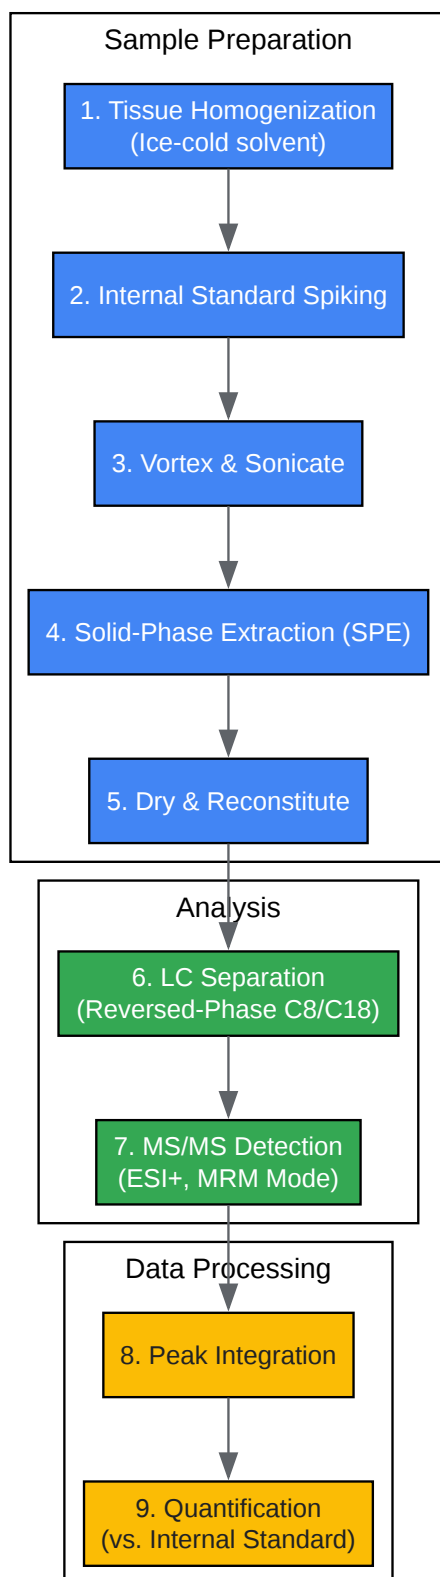 Sample Preparation
1. Tissue Homogenization
(Ice-cold solvent)
2. Internal Standard Spiking
3. Vortex & Sonicate
4. Solid-Phase Extraction (SPE)
5. Dry & Reconstitute
Analysis
6. LC Separation
(Reversed-Phase C8/C18)
7. MS/MS Detection
(ESI+, MRM Mode)
Data Processing
8. Peak Integration
9. Quantification
(vs. Internal Standard)